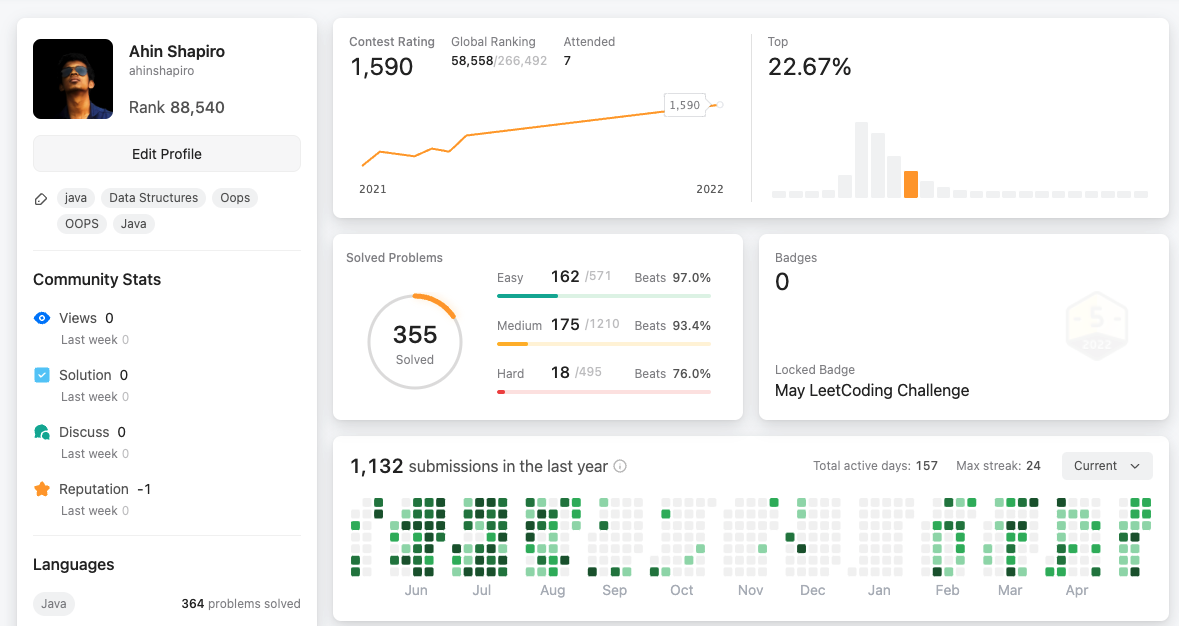 Ahin Shapiro
ahinshapiro
Rank 88,540
Edit Profile
java Data Structures Oops
OOPS Java
Community Stats
Views 0
Last week 0
Solution 0
Last week 0
Discuss 0
Last week 0
Reputation -1
Last week 0
Languages
Java 364 problems solved
Contest Rating Global Ranking Attended
1,590 58,558/266,492 7
1,590
2021 2022
Top
22.67%
Solved Problems
355
Solved
Easy 162 /571 Beats 97.0%
Medium 175 /1210 Beats 93.4%
Hard 18 /495 Beats 76.0%
Badges
0
5
2022
Locked Badge
May LeetCoding Challenge
1,132 submissions in the last year Total active days: 157 Max streak: 24 Current
Jun Jul Aug Sep Oct Nov Dec Jan Feb Mar Apr